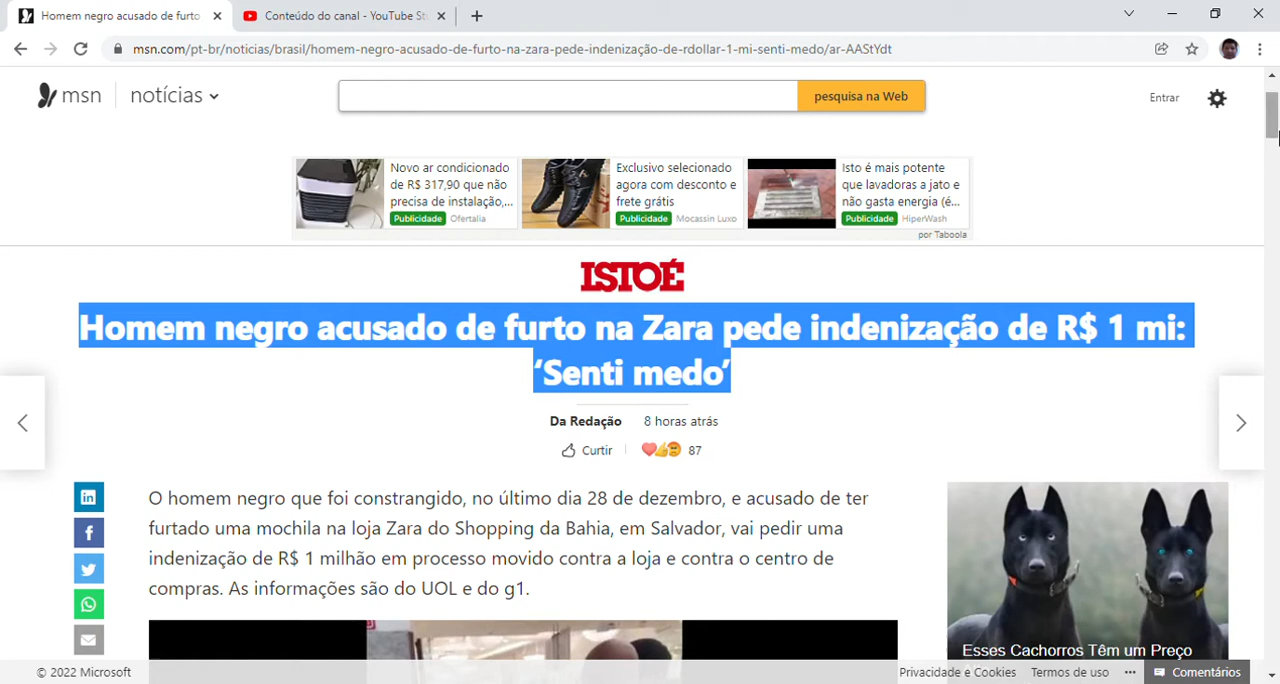 Homem negro acusado de furto
Conteúdo do canal - YouTube St
msn.com/pt-br/noticias/brasil/homem-negro-acusado-de-furto-na-zara-pede-indenização-de-rdollar-1-mi-senti-medo/ar-AAStYdt
msn
notícias
pesquisa na Web
Entrar
Novo ar condicionado
de R$ 317,90 que não
precisa de instalação,...
Publicidade Ofertalia
Exclusivo selecionado
agora com desconto e
frete grátis
Publicidade Mocassin Luxo
Isto é mais potente
que lavadoras a jato e
não gasta energia (é...
Publicidade HiperWash
por Taboola
ISTOÉ
Homem negro acusado de furto na Zara pede indenização de R$ 1 mi:
‘Senti medo’
Da Redação 8 horas atrás
Curtir 87
O homem negro que foi constrangido, no último dia 28 de dezembro, e acusado de ter
furtado uma mochila na loja Zara do Shopping da Bahia, em Salvador, vai pedir uma
indenização de R$ 1 milhão em processo movido contra a loja e contra o centro de
compras. As informações são do UOL e do g1.
Esses Cachorros Têm um Preço
© 2022 Microsoft
Privacidade e Cookies Termos de uso ... Comentários